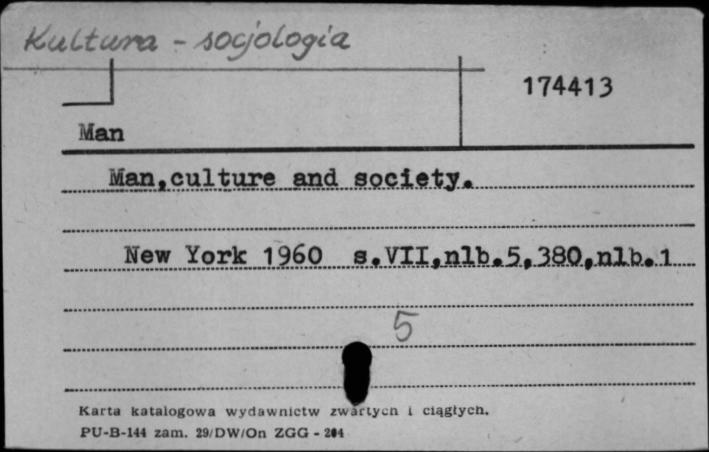 Kultura - socjologia
174413
Man
Man,culture and society.
New York 1960 s.VII,nlb.5,380,nlb.1
5
Karta katalogowa wydawnictw zwartych i ciągłych.
PU-B-144 zam. 29/DW/On ZGG - 204